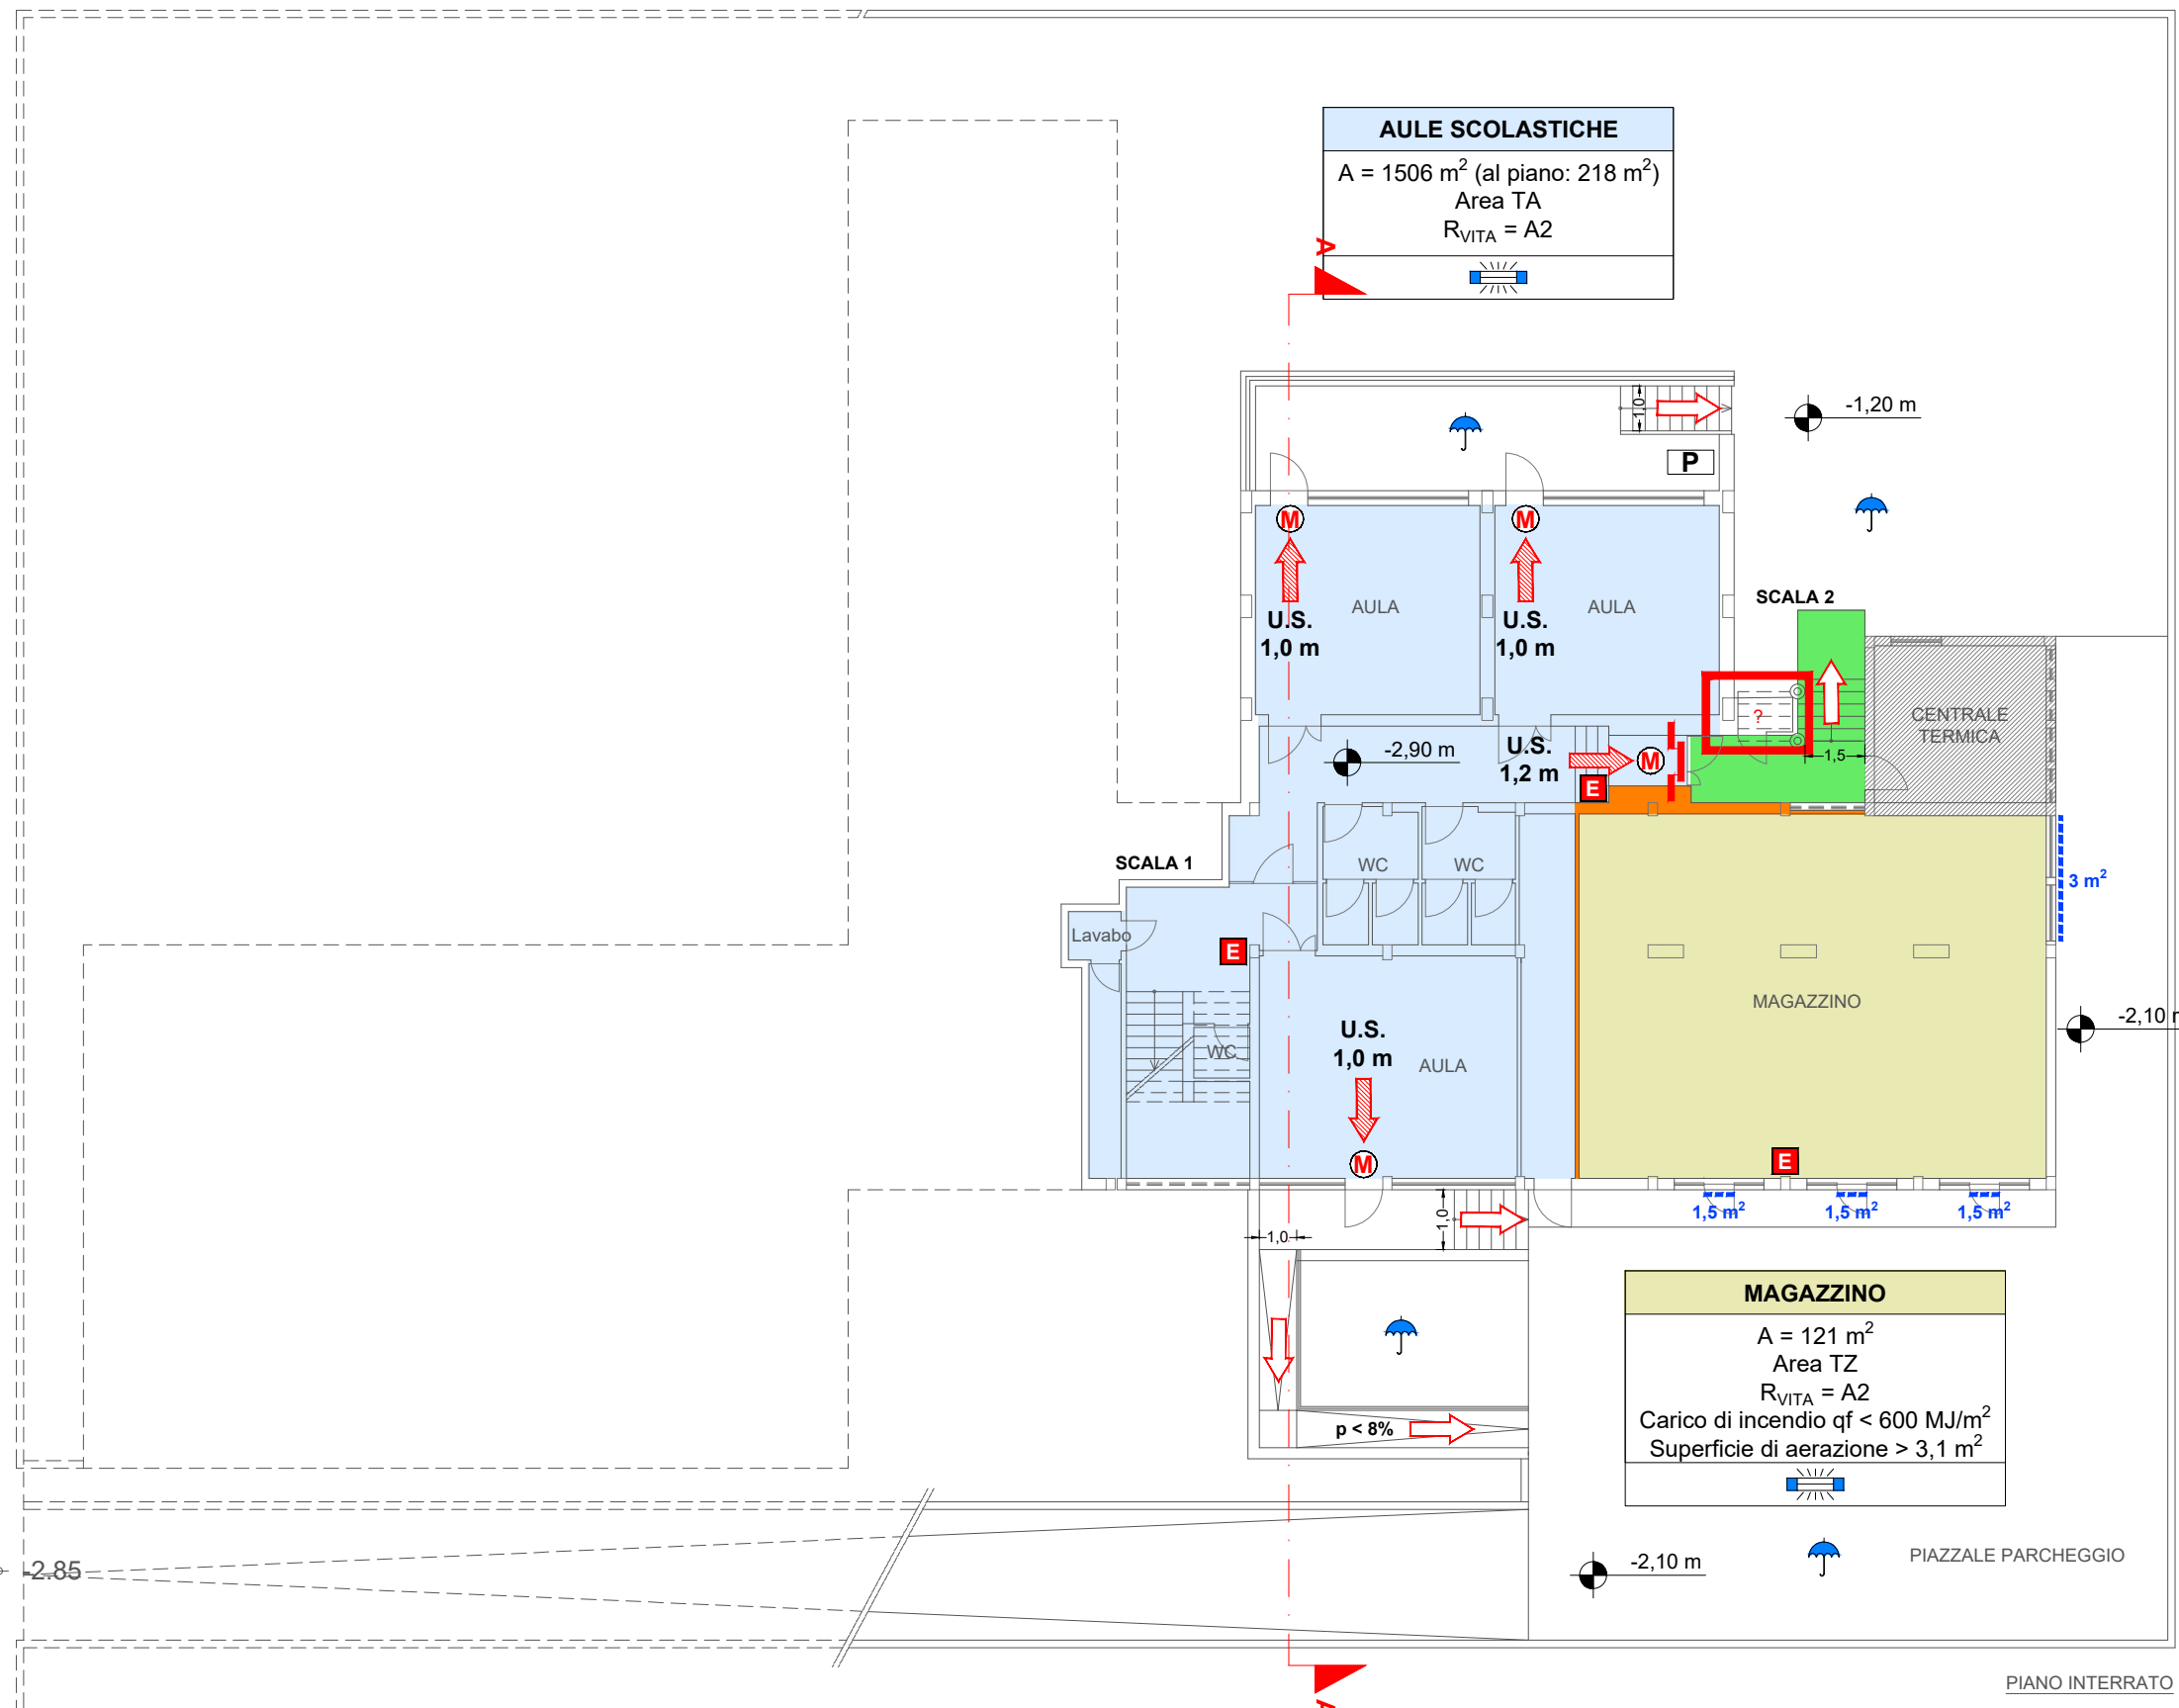 AULE SCOLASTICHE
A = 1506 m² (al piano: 218 m²)
Area TA
R_VITA = A2
A
1,0
-1,20 m
P
M
M
AULA
AULA
U.S.
1,0 m
U.S.
1,0 m
SCALA 2
?
CENTRALE
TERMICA
-2,90 m
U.S.
1,2 m
M
1,5
E
SCALA 1
WC
WC
3 m²
Lavabo
E
MAGAZZINO
-2,10 m
U.S.
1,0 m
WC
AULA
M
E
1,5 m²
1,5 m²
1,5 m²
1,0
1,0
MAGAZZINO
A = 121 m²
Area TZ
R_VITA = A2
Carico di incendio qf < 600 MJ/m²
Superficie di aerazione > 3,1 m²
p < 8%
-2.85
-2,10 m
PIAZZALE PARCHEGGIO
PIANO INTERRATO
A